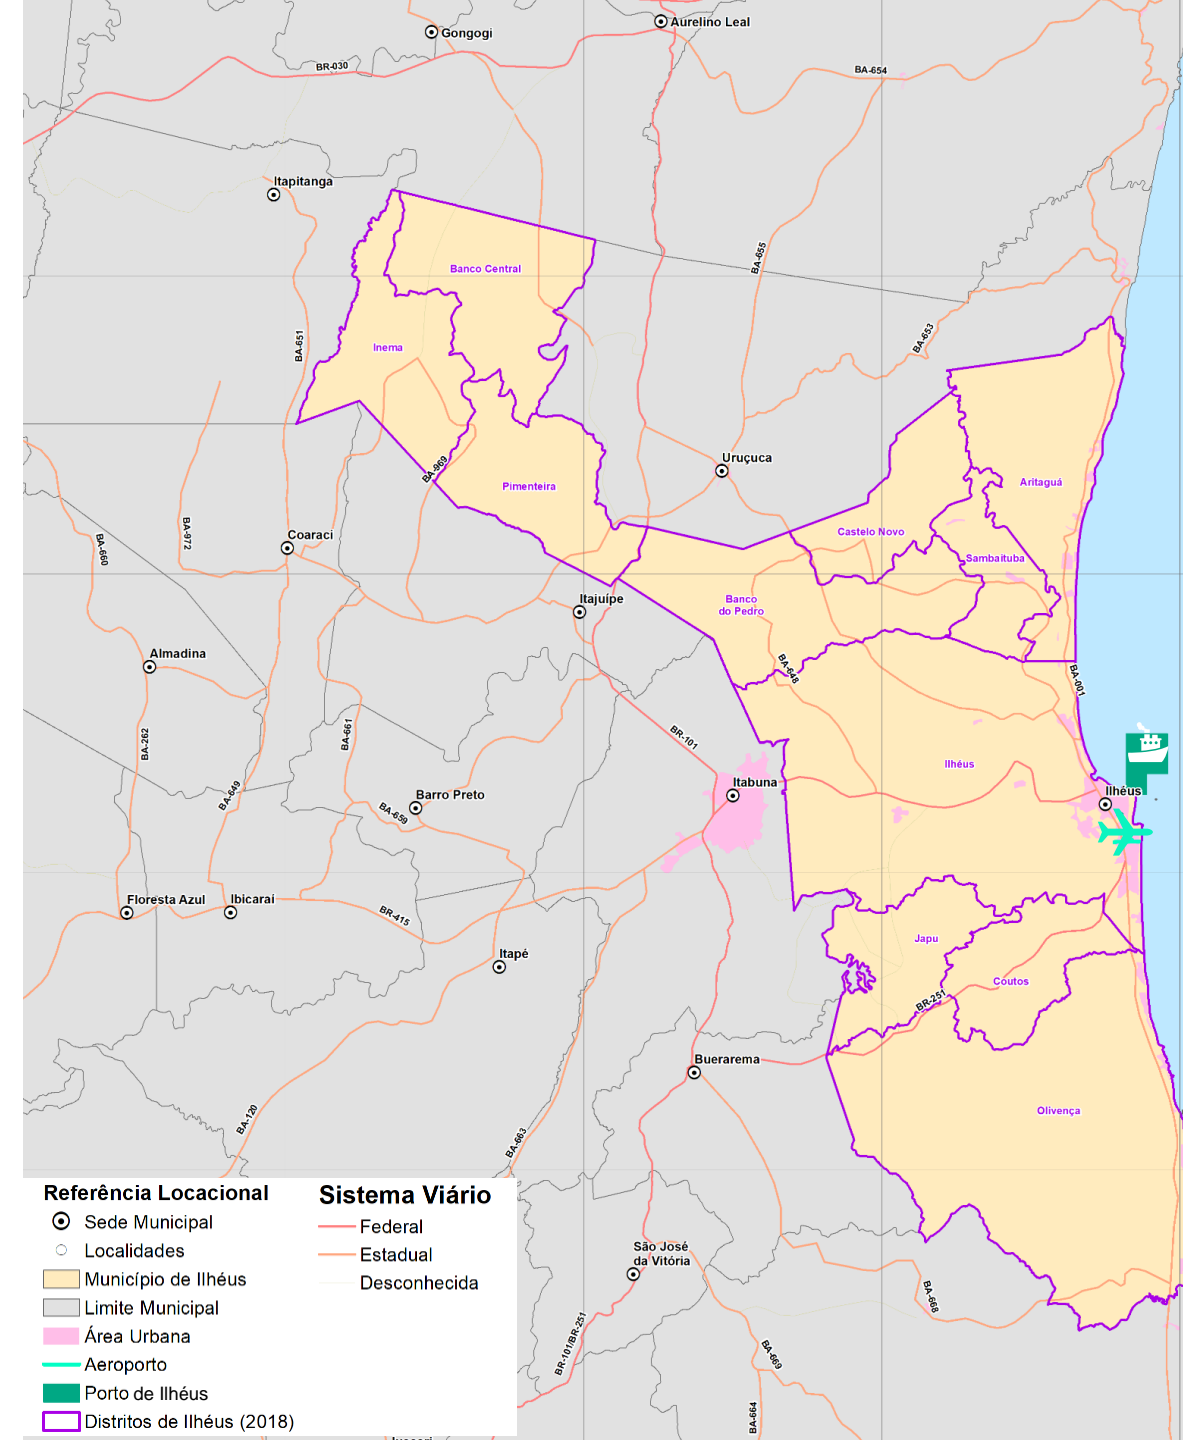 Aurelino Leal
Gongogi
BR-030
BA-654
Itapitanga
BA-655
Banco Central
BA-651
Inema
BA-653
BA-969
Uruçuca
Pimenteira
Aritaguá
BA-972
Coaraci
Castelo Novo
BA-660
Sambaituba
Itajuípe
Banco
do Pedro
Almadina
BA-648
BA-001
BA-262
BA-661
BR-101
Ilhéus
Itabuna
Ilhéus
BA-649
Barro Preto
BA-659
Floresta Azul
Ibicaraí
BR-415
Japu
Itapé
Coutos
BR-251
Buerarema
Olivença
BA-120
BA-663
Referência Locacional
Sede Municipal
Localidades
Município de Ilhéus
Limite Municipal
Área Urbana
Aeroporto
Porto de Ilhéus
Distritos de Ilhéus (2018)
Sistema Viário
Federal
Estadual
Desconhecida
São José
da Vitória
BA-668
BR-101/BR-251
BA-669
BA-664